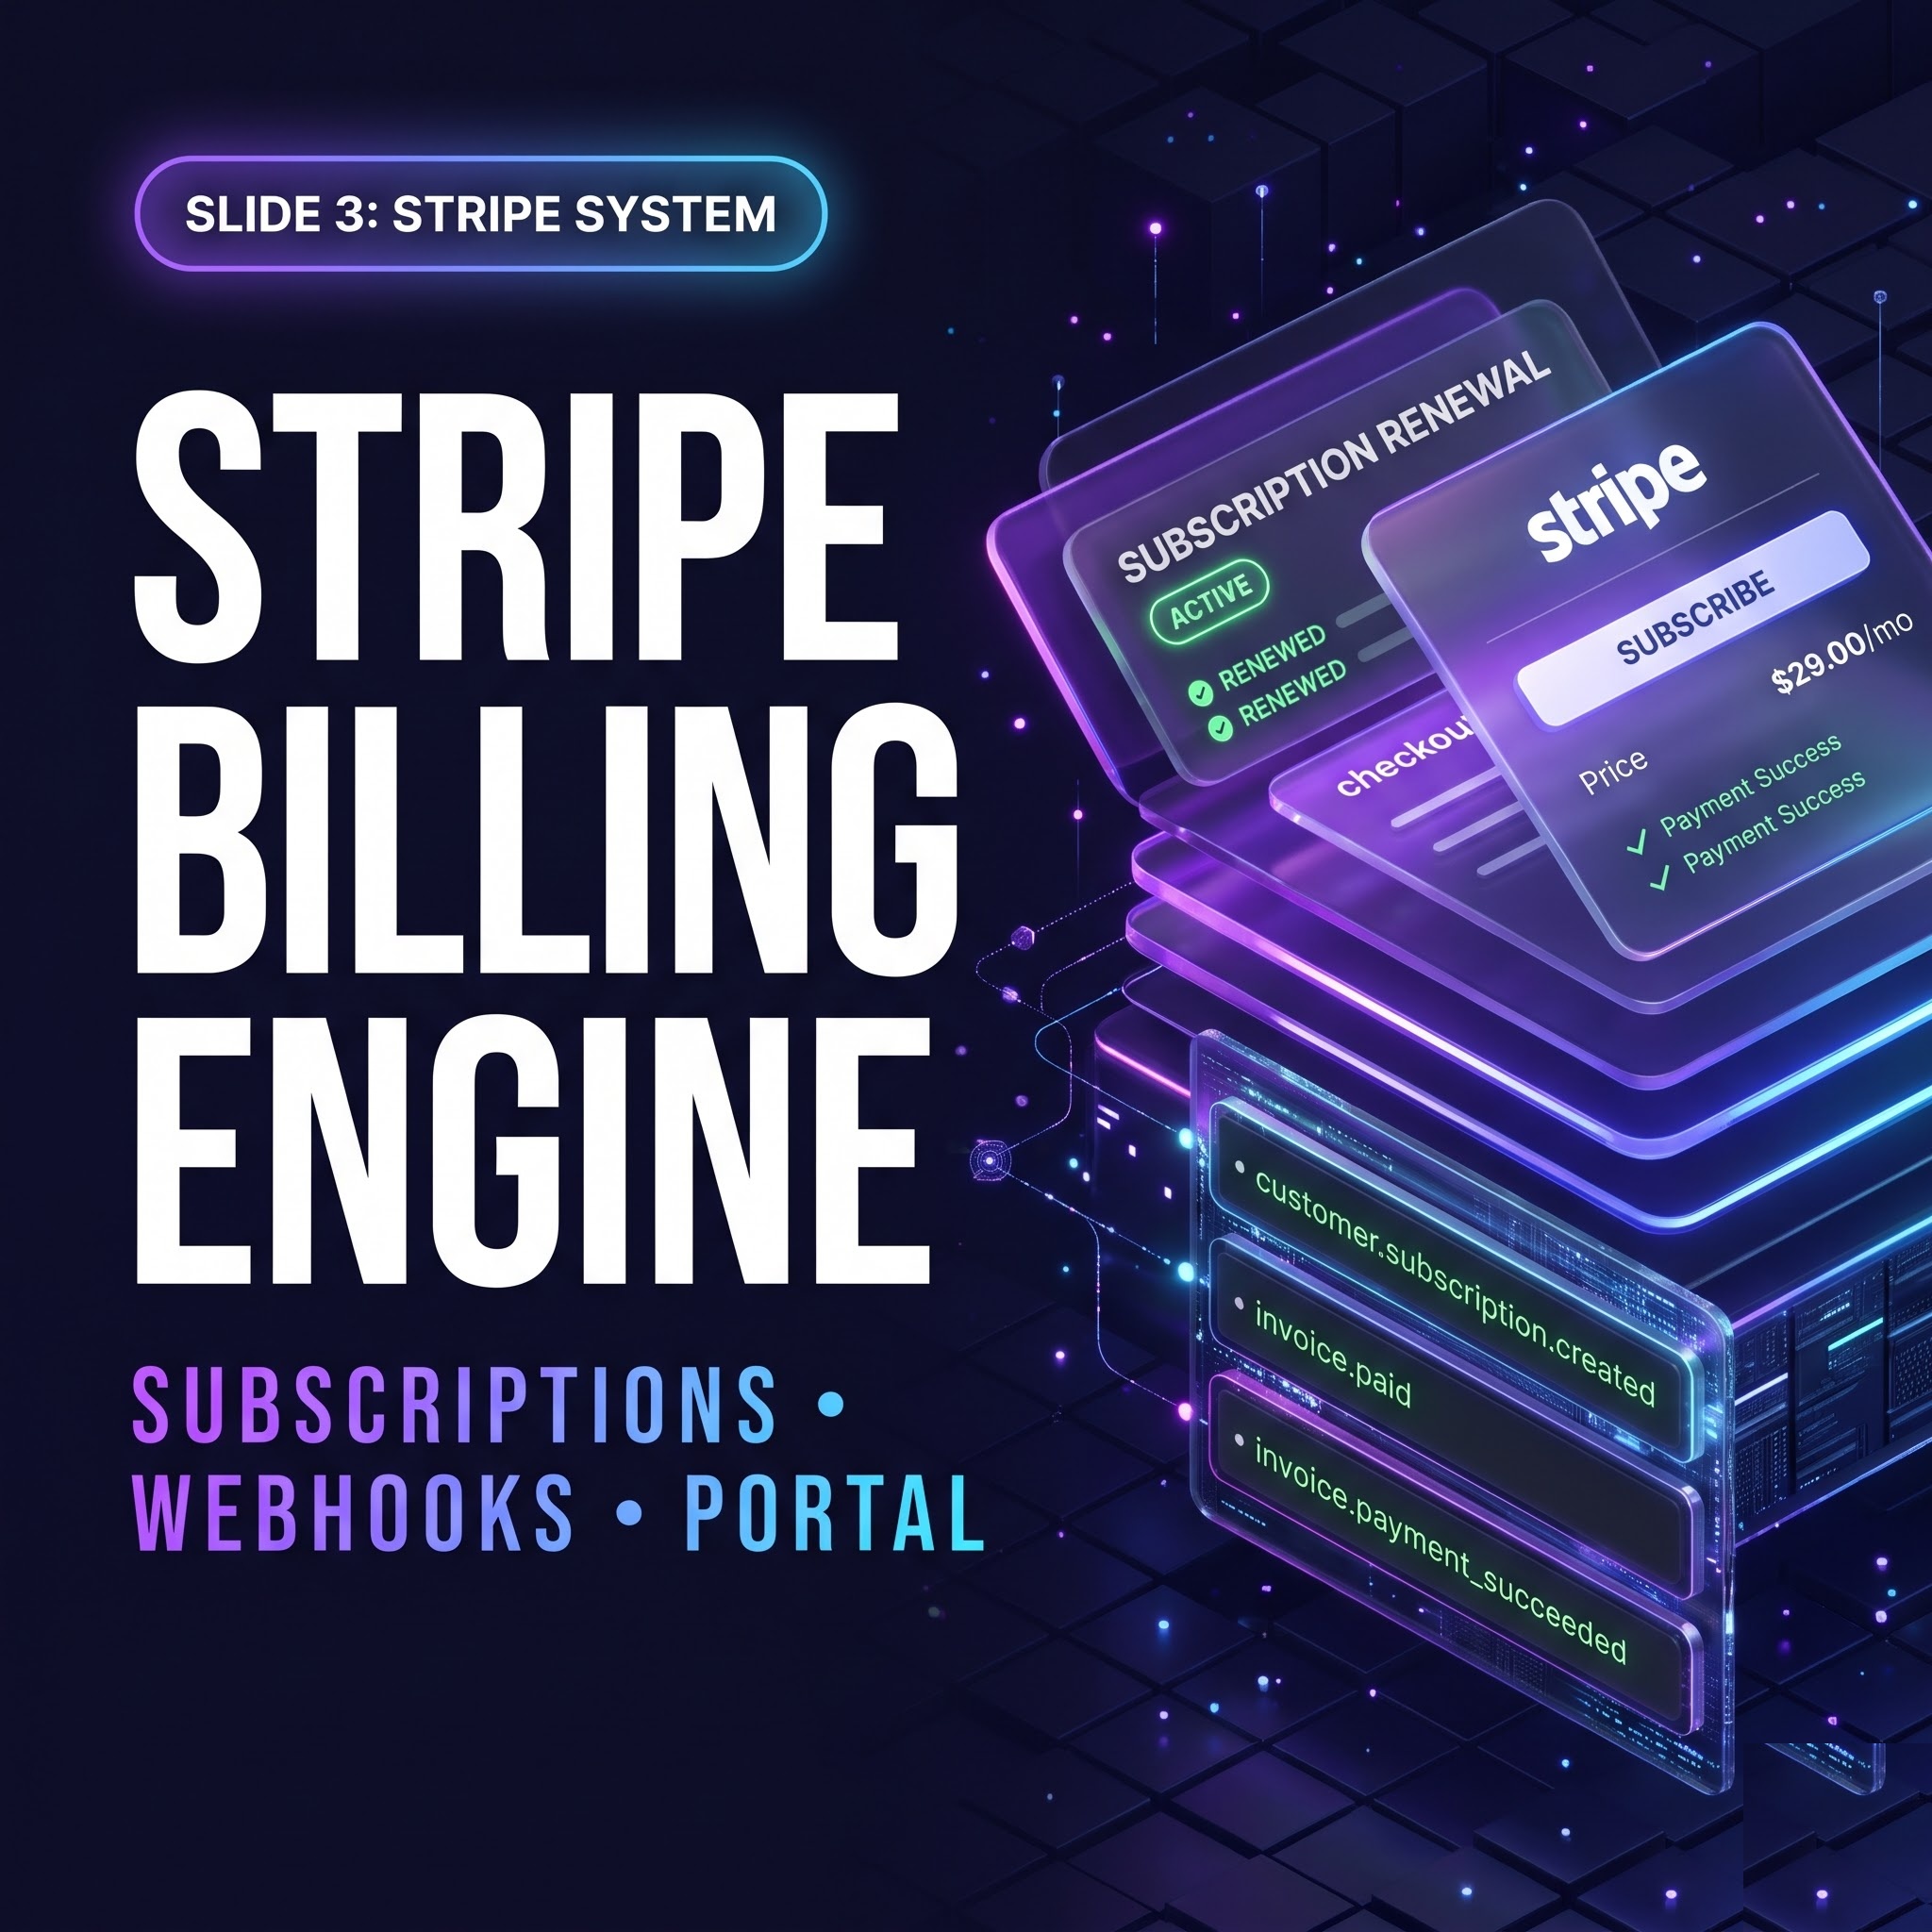 SLIDE 3: STRIPE SYSTEM
STRIPE
BILLING
ENGINE
SUBSCRIPTIONS •
WEBHOOKS • PORTAL
SUBSCRIPTION RENEWAL
ACTIVE
RENEWED
RENEWED
checkou
stripe
SUBSCRIBE
$29.00/mo
Price
Payment Success
Payment Success
customer.subscription.created
invoice.paid
invoice.payment_succeeded